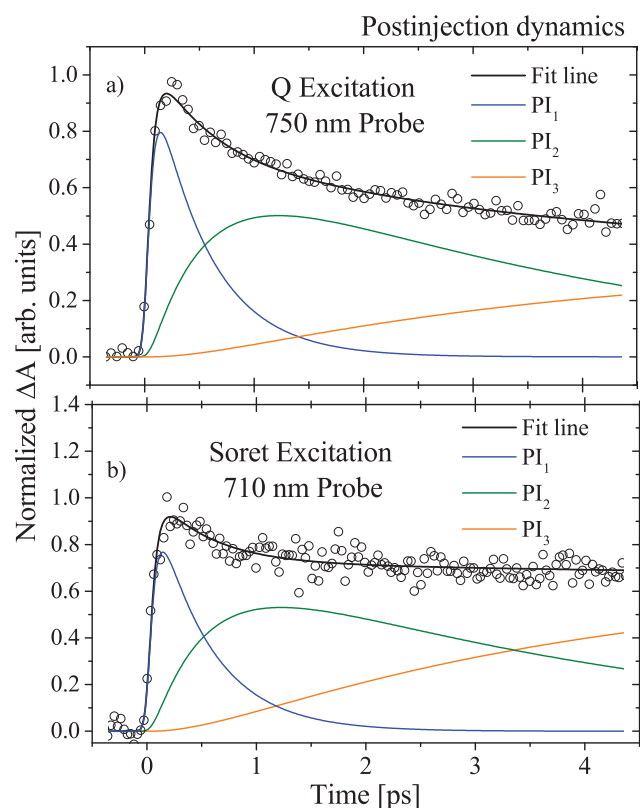 Postinjection dynamics
a)
Q Excitation
750 nm Probe
Fit line
PI₁
PI₂
PI₃
1.0
0.8
0.6
0.4
0.2
0.0
Normalized ΔA [arb. units]
b)
Soret Excitation
710 nm Probe
Fit line
PI₁
PI₂
PI₃
1.4
1.2
1.0
0.8
0.6
0.4
0.2
0.0
0 1 2 3 4
Time [ps]